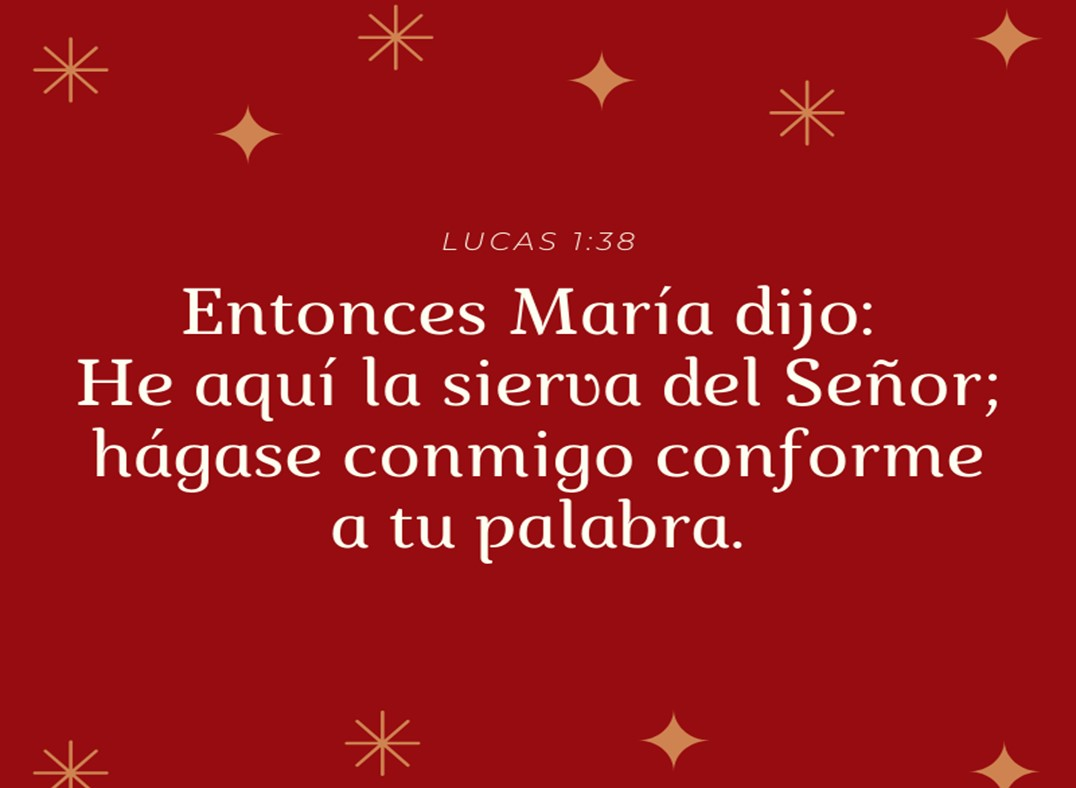 LUCAS 1:38
Entonces María dijo:
He aquí la sierva del Señor;
hágase conmigo conforme
a tu palabra.